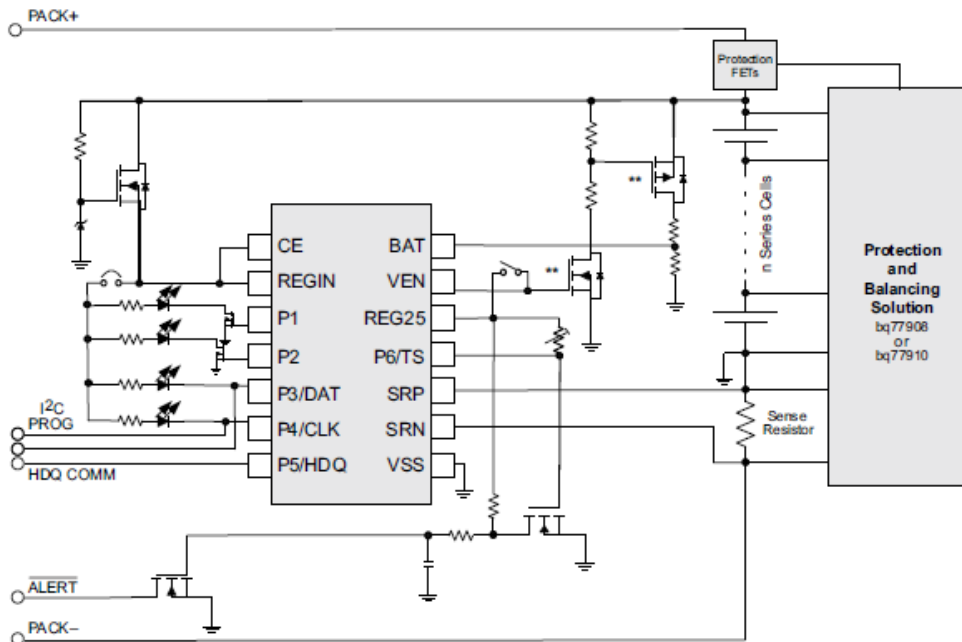 PACK+
Protection
FETs
**
**
n Series Cells
CE
REGIN
P1
P2
P3/DAT
P4/CLK
P5/HDQ
BAT
VEN
REG25
P6/TS
SRP
SRN
VSS
Protection
and
Balancing
Solution
bq77908
or
bq77910
I²C
PROG
HDQ COMM
Sense
Resistor
ALERT
PACK–